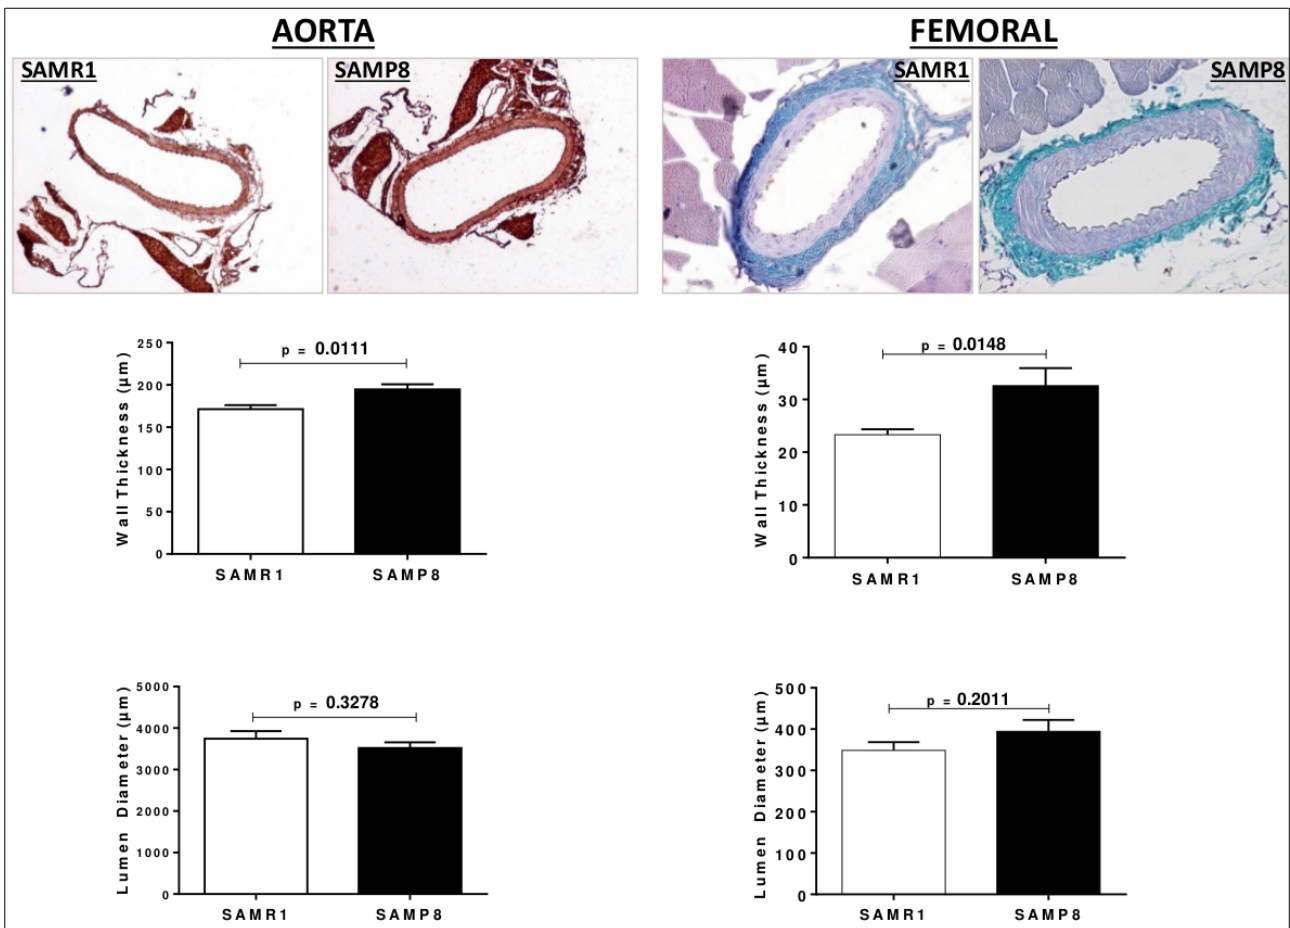 AORTA
FEMORAL
SAMR1
SAMP8
SAMR1
SAMP8
Wall Thickness (µm)
250
200
150
100
50
0
p = 0.0111
SAMR1
SAMP8
Wall Thickness (µm)
40
30
20
10
0
p = 0.0148
SAMR1
SAMP8
Lumen Diameter (µm)
5000
4000
3000
2000
1000
0
p = 0.3278
SAMR1
SAMP8
Lumen Diameter (µm)
500
400
300
200
100
0
p = 0.2011
SAMR1
SAMP8